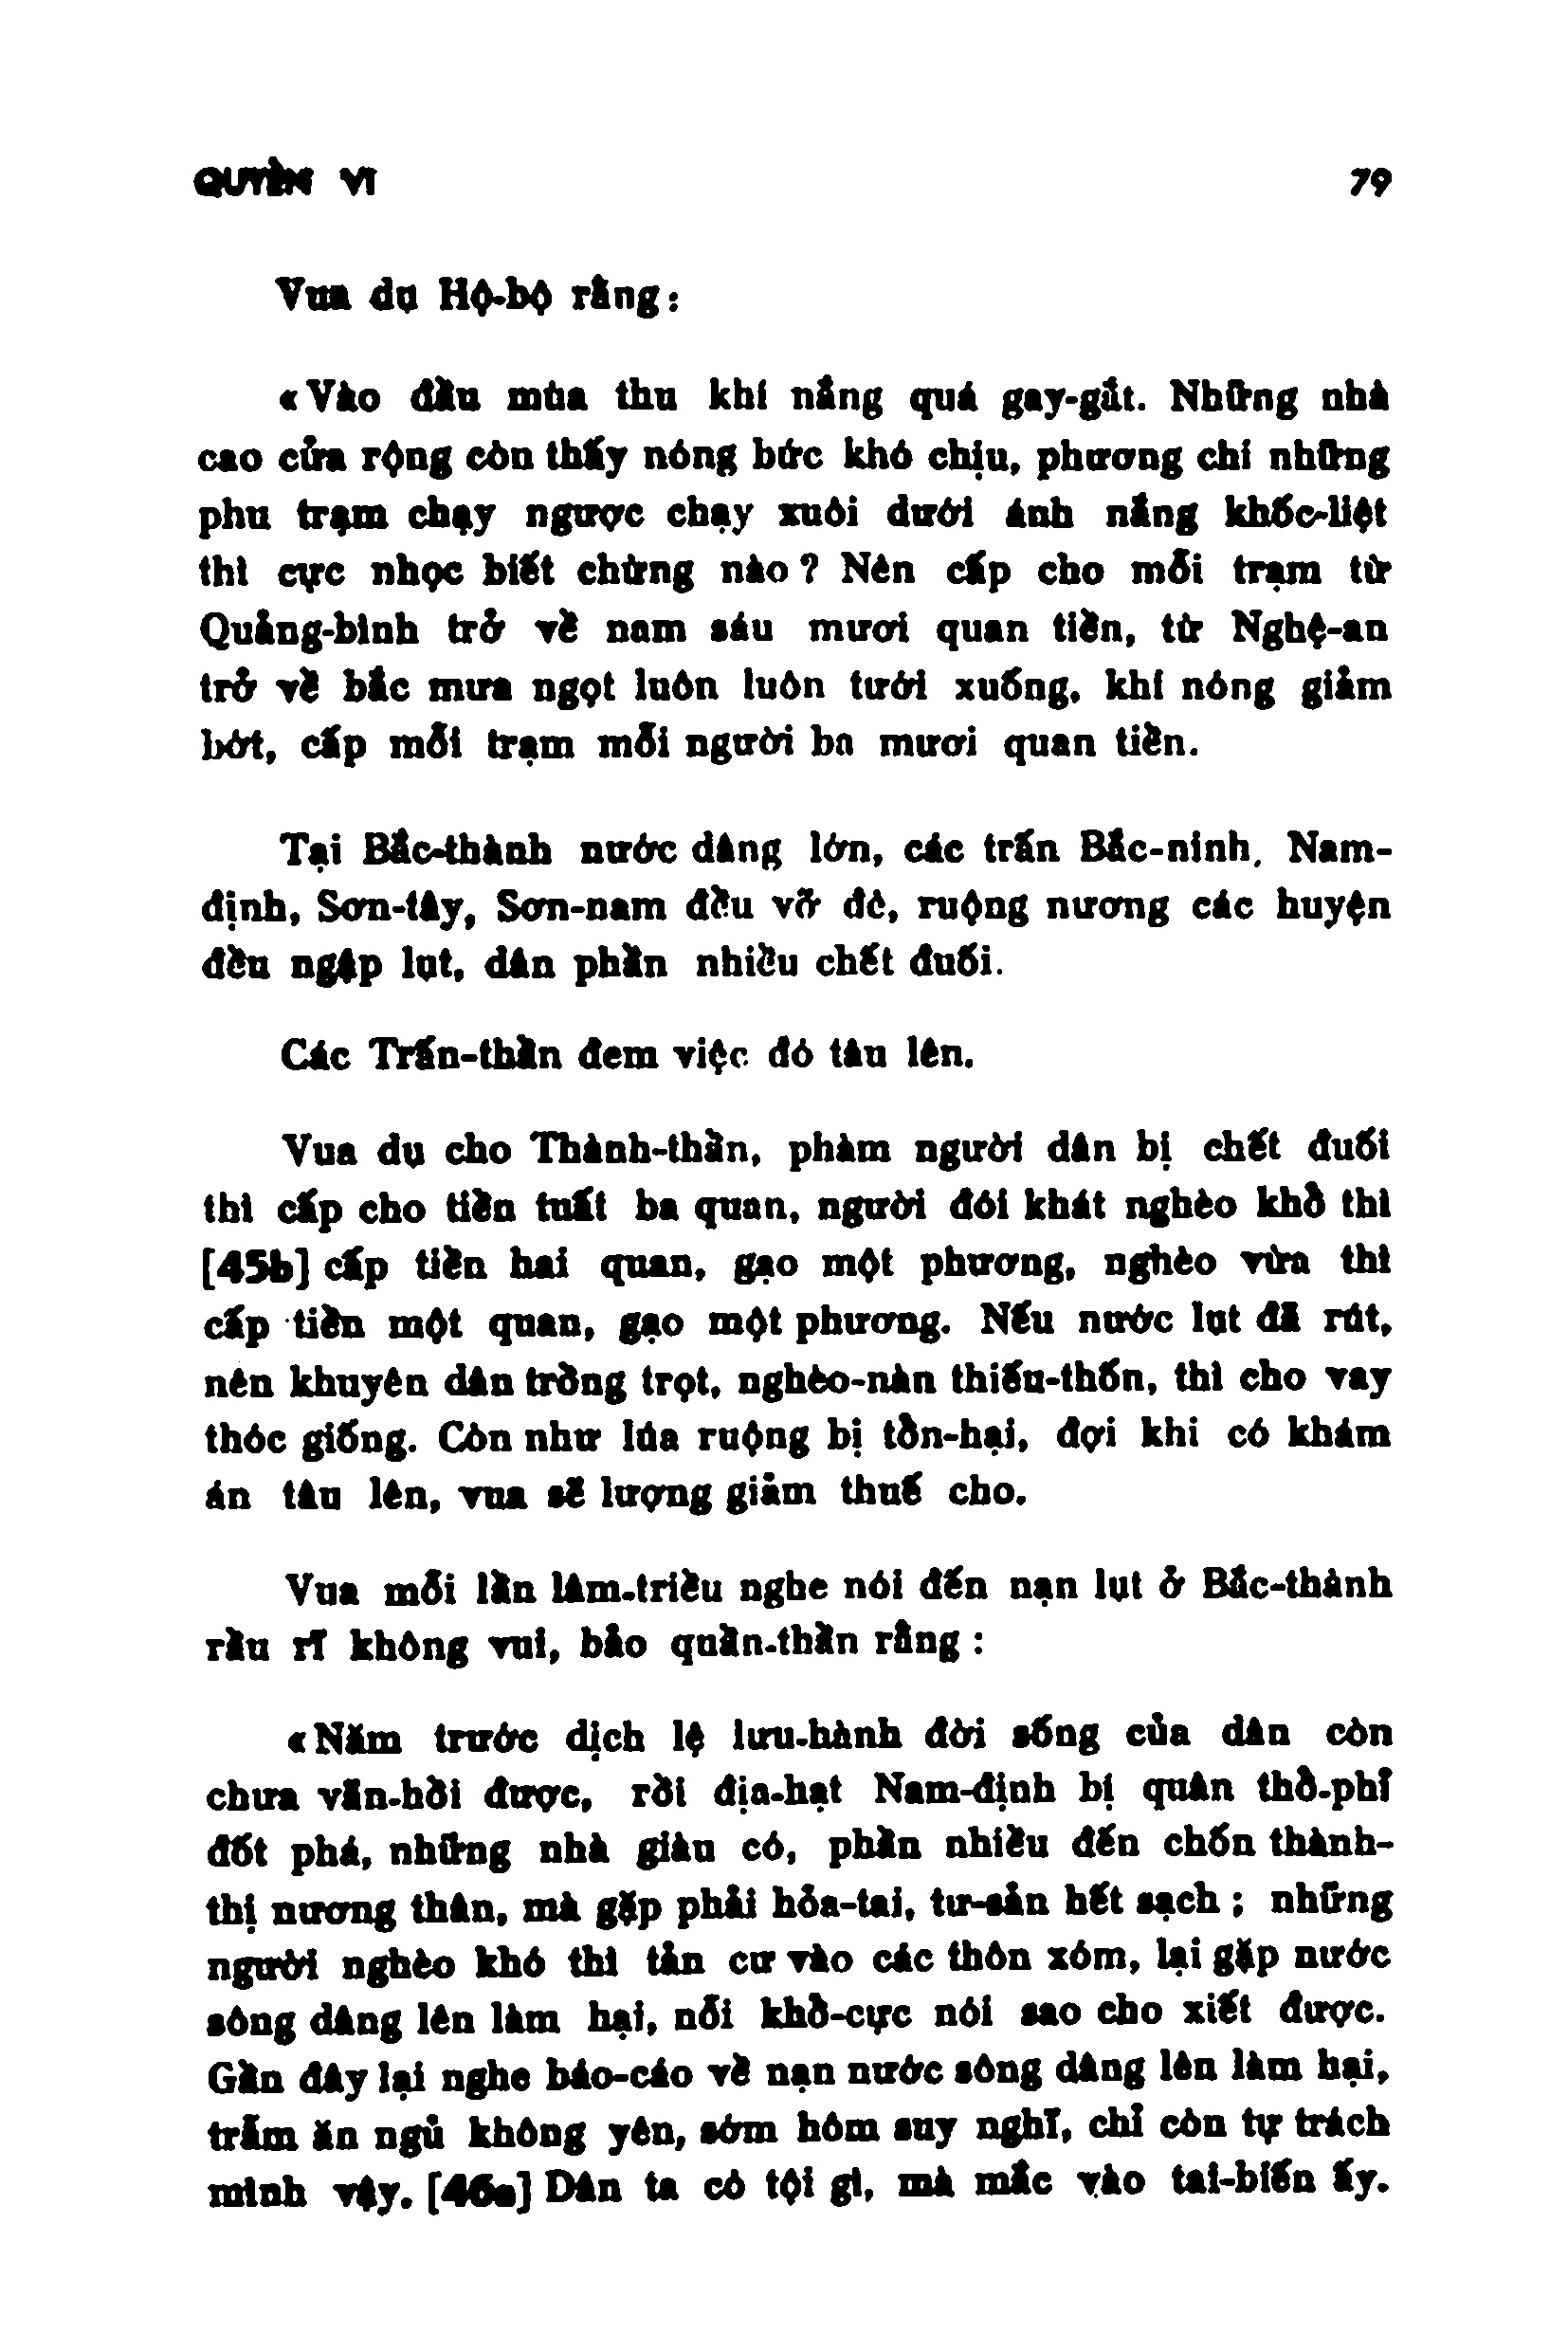 QUYỀN VI 79
Vua dụ Hộ-bộ rằng:
«Vào đầu mùa thu khí nắng quá gay-gắt. Những nhà
cao cửa rộng còn thấy nóng bức khó chịu, phương chi những
phu trạm chạy ngược chạy xuôi dưới ánh nắng khốc-liệt
thì cực nhọc biết chừng nào? Nên cấp cho mỗi trạm từ
Quảng-bình trở về nam sáu mươi quan tiền, từ Nghệ-an
trở về bắc mưa ngọt luôn luôn tưới xuống, khí nóng giảm
bớt, cấp mỗi trạm mỗi người ba mươi quan tiền.
Tại Bắc-thành nước dâng lớn, các trấn Bắc-ninh, Nam-
định, Sơn-tây, Sơn-nam đều vỡ đê, ruộng nương các huyện
đều ngập lụt, dân phần nhiều chết đuối.
Các Trấn-thần đem việc đó tâu lên.
Vua dụ cho Thành-thần, phàm người dân bị chết đuối
thì cấp cho tiền tuất ba quan, người đói khát nghèo khổ thì
[45b] cấp tiền hai quan, gạo một phương, nghèo vừa thì
cấp tiền một quan, gạo một phương. Nếu nước lụt đã rút,
nên khuyên dân trồng trọt, nghèo-nàn thiếu-thốn, thì cho vay
thóc giống. Còn như lúa ruộng bị tổn-hại, đợi khi có khám
án tâu lên, vua sẽ lượng giảm thuế cho.
Vua mỗi lần lâm-triều nghe nói đến nạn lụt ở Bắc-thành
rầu rĩ không vui, bảo quần-thần rằng :
«Năm trước dịch lệ lưu-hành đời sống của dân còn
chưa vãn-hồi được, rồi địa-hạt Nam-định bị quân thổ-phỉ
đốt phá, những nhà giàu có, phần nhiều đến chốn thành-
thị nương thân, mà gặp phải hỏa-tai, tư-sản hết sạch ; những
người nghèo khó thì tản cư vào các thôn xóm, lại gặp nước
sông dâng lên làm hại, nỗi khổ-cực nói sao cho xiết được.
Gần đây lại nghe báo-cáo về nạn nước sông dâng lên làm hại,
trẫm ăn ngủ không yên, sớm hôm suy nghĩ, chỉ còn tự trách
mình vậy. [46a] Dân ta có tội gì, mà mắc vào tai-biến ấy.